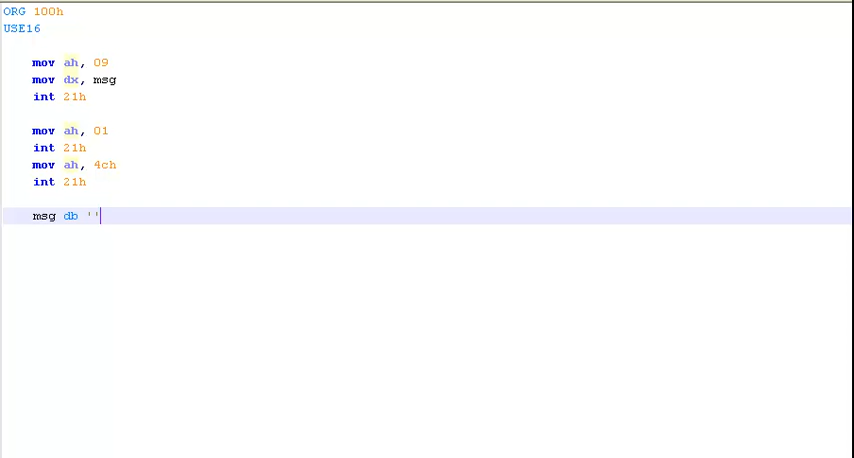 ORG 100h
USE16
mov ah, 09
mov dx, msg
int 21h
mov ah, 01
int 21h
mov ah, 4ch
int 21h
msg db ''